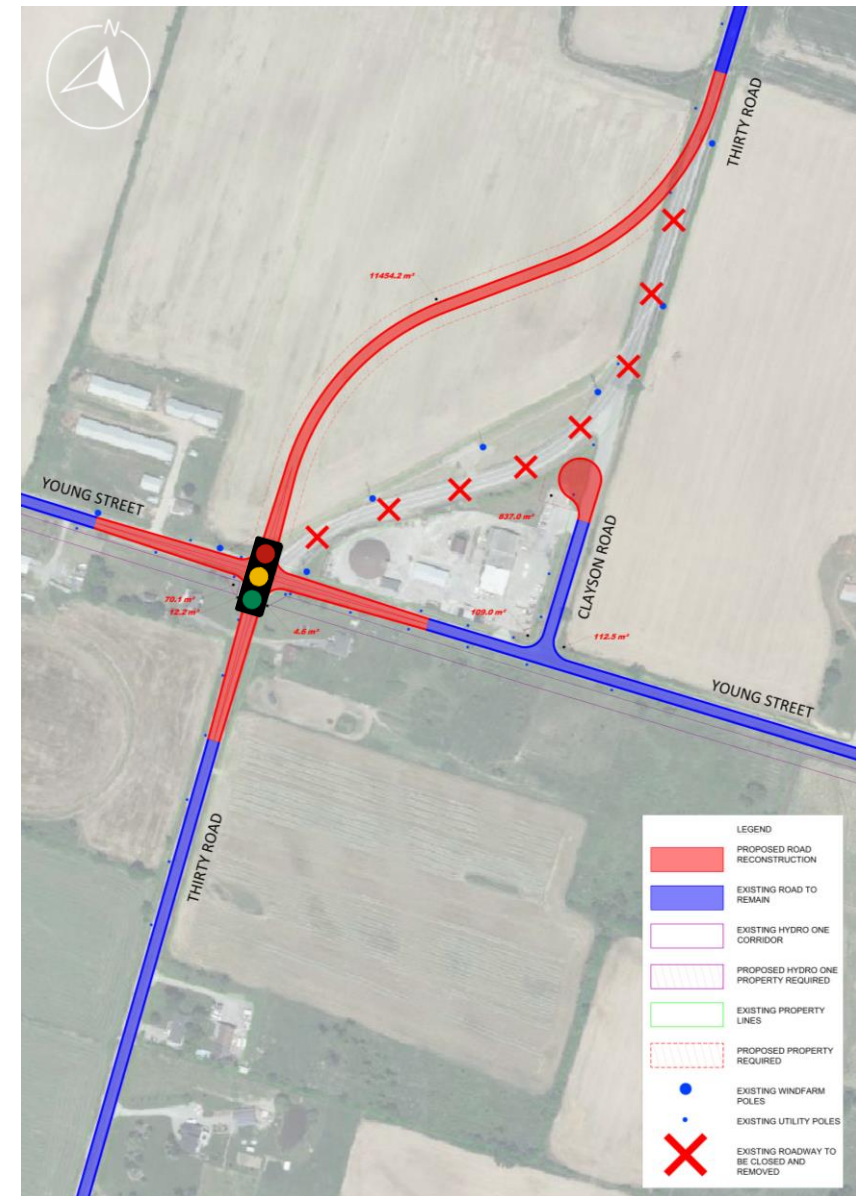 N
THIRTY ROAD
11454.2 m²
YOUNG STREET
837.0 m²
CLAYSON ROAD
70.1 m²
12.2 m²
109.0 m²
4.6 m²
112.5 m²
YOUNG STREET
THIRTY ROAD
LEGEND
PROPOSED ROAD
RECONSTRUCTION
EXISTING ROAD TO
REMAIN
EXISTING HYDRO ONE
CORRIDOR
PROPOSED HYDRO ONE
PROPERTY REQUIRED
EXISTING PROPERTY
LINES
PROPOSED PROPERTY
REQUIRED
EXISTING WINDFARM
POLES
EXISTING UTILITY POLES
EXISTING ROADWAY TO
BE CLOSED AND
REMOVED